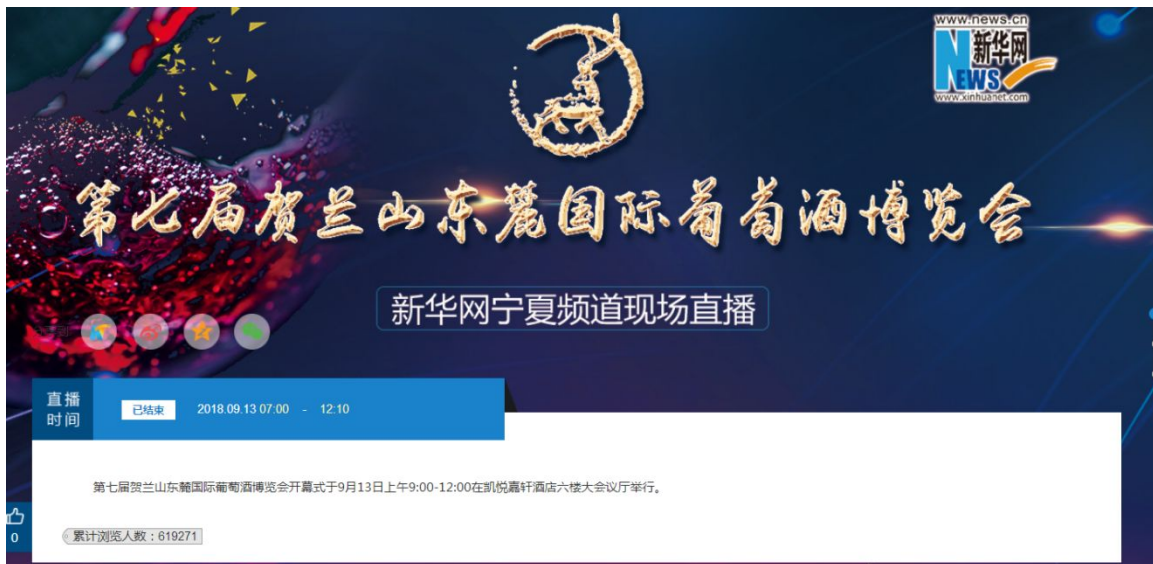 www.news.cn
新华网
NEWS
www.xinhuanet.com
第七届贺兰山东麓国际葡萄酒博览会
新华网宁夏频道现场直播
直播
时间
已结束 2018.09.13 07:00 - 12:10
第七届贺兰山东麓国际葡萄酒博览会开幕式于9月13日上午9:00-12:00在凯悦嘉轩酒店六楼大会议厅举行。
0
累计浏览人数：619271